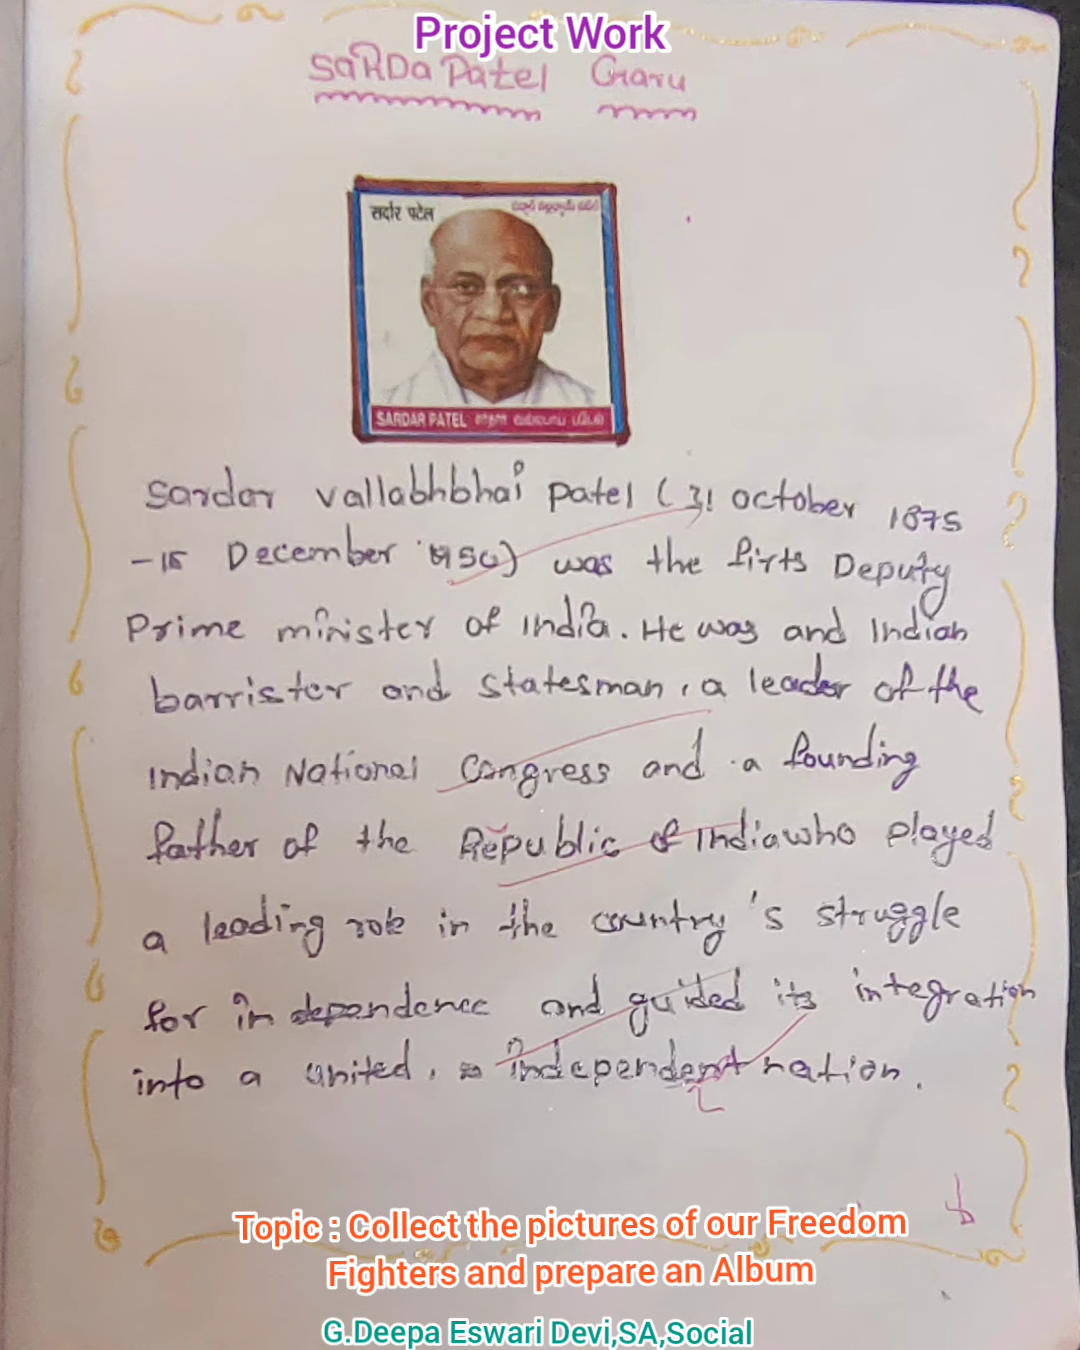 Project Work
SaRDa Patel Garu
सर्दार पटेल
SARDAR PATEL
Sardar vallabhbhai patel ( 31 october 1875
- 15 December 1950) was the firts Deputy
Prime minister of india. He was and Indian
barrister and statesman, a leader of the
Indian National Congress and a founding
father of the Republic of Indiawho played
a leading role in the country's struggle
for independence and guided its integration
into a united, independent nation.
Topic : Collect the pictures of our Freedom
Fighters and prepare an Album
G.Deepa Eswari Devi,SA,Social